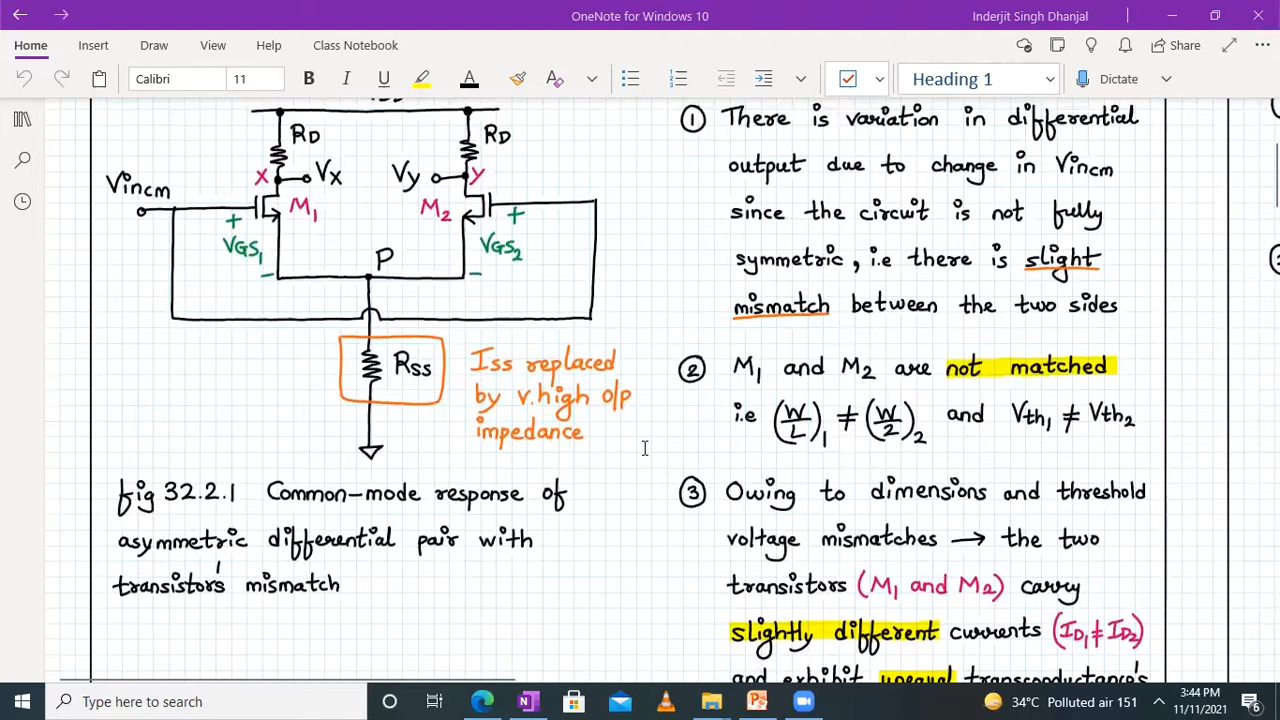 OneNote for Windows 10
Inderjit Singh Dhanjal
Home Insert Draw View Help Class Notebook
Share
Calibri 11 B I U A A Heading 1 Dictate
RD RD
Vincm X Vx Vy Y
M1 M2
+ VGS1 - + VGS2 -
P
Rss
Iss replaced
by v.high o/p
impedance
fig 32.2.1 Common-mode response of
asymmetric differential pair with
transistors' mismatch
① There is variation in differential
output due to change in Vincm
since the circuit is not fully
symmetric, i.e there is slight
mismatch between the two sides
② M1 and M2 are not matched
i.e (W/L)1 ≠ (W/2)2 and Vth1 ≠ Vth2
③ Owing to dimensions and threshold
voltage mismatches → the two
transistors (M1 and M2) carry
slightly different currents (ID1 ≠ ID2)
and exhibit unequal transconductance's
Type here to search
34°C Polluted air 151
3:44 PM
11/11/2021
6